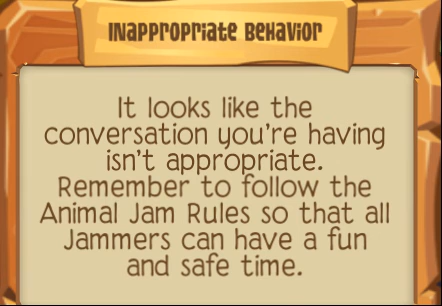 Inappropriate Behavior
It looks like the
conversation you're having
isn't appropriate.
Remember to follow the
Animal Jam Rules so that all
Jammers can have a fun
and safe time.